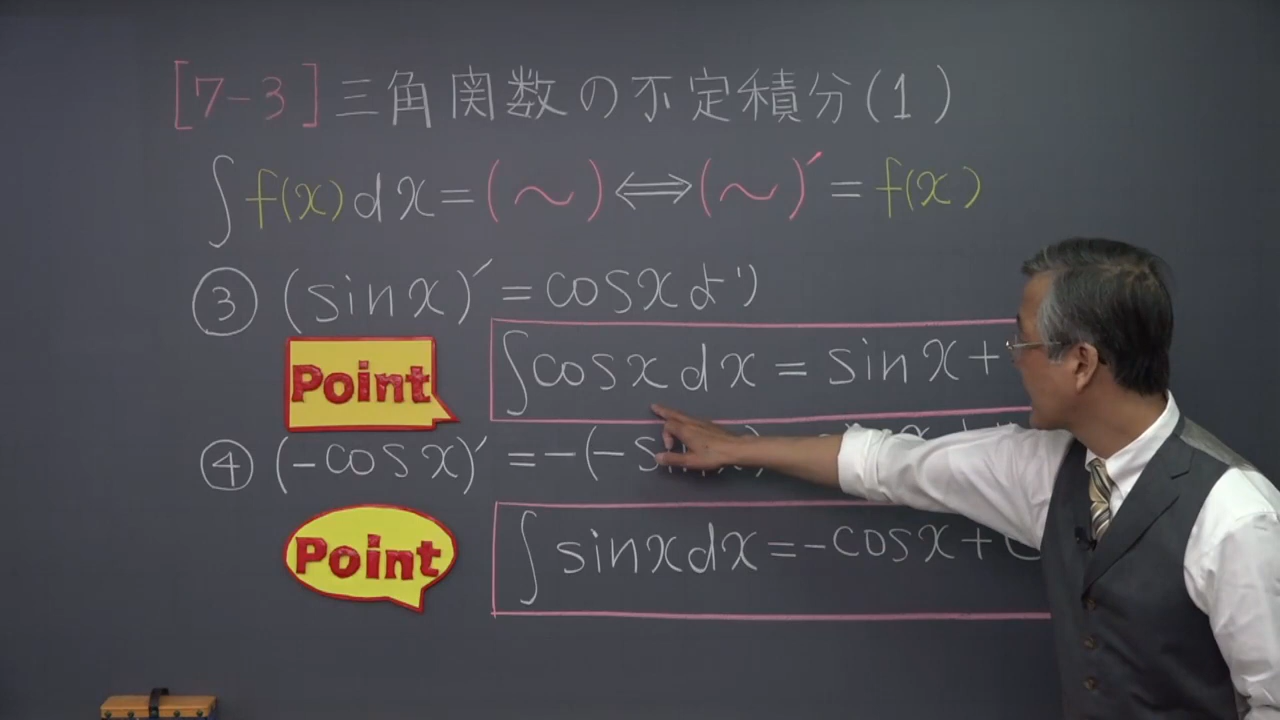 [7-3]三角関数の不定積分(1)
∫f(x)dx=(~)⇔(~)′=f(x)
③ (sinx)′=cosxより
Point ∫cosxdx=sinx+
④ (-cosx)′=-(-sinx)
Point ∫sinxdx=-cosx+C